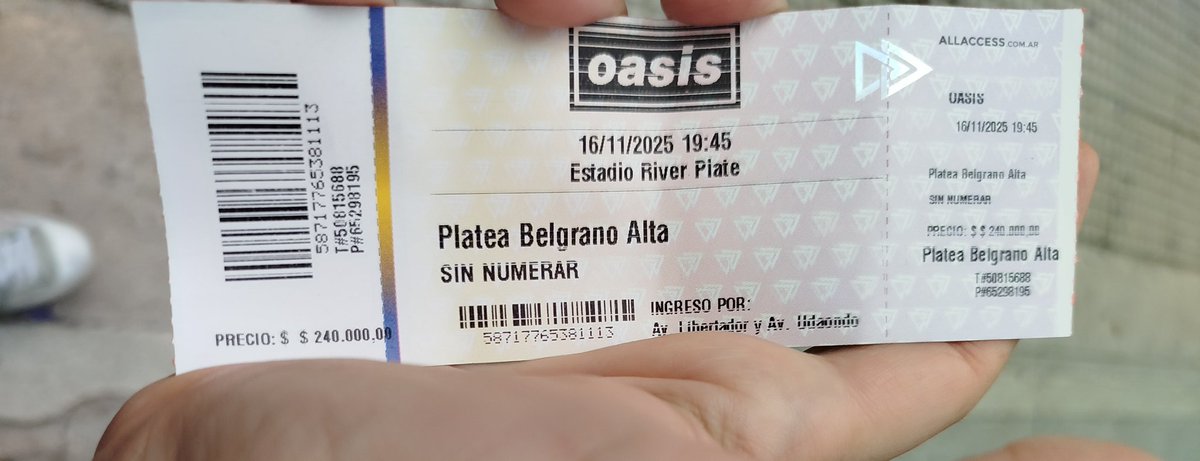 58717765381113
T#50815688
P#65298195
PRECIO: $ $ 240.000,00
oasis
16/11/2025 19:45
Estadio River Plate
Platea Belgrano Alta
SIN NUMERAR
58717765381113
INGRESO POR:
Av. Libertador y Av. Udaondo
ALLACCESS.COM.AR
OASIS
16/11/2025 19:45
Platea Belgrano Alta
SIN NUMERAR
PRECIO: $ $ 240.000,00
Platea Belgrano Alta
T#50815688
P#65298195